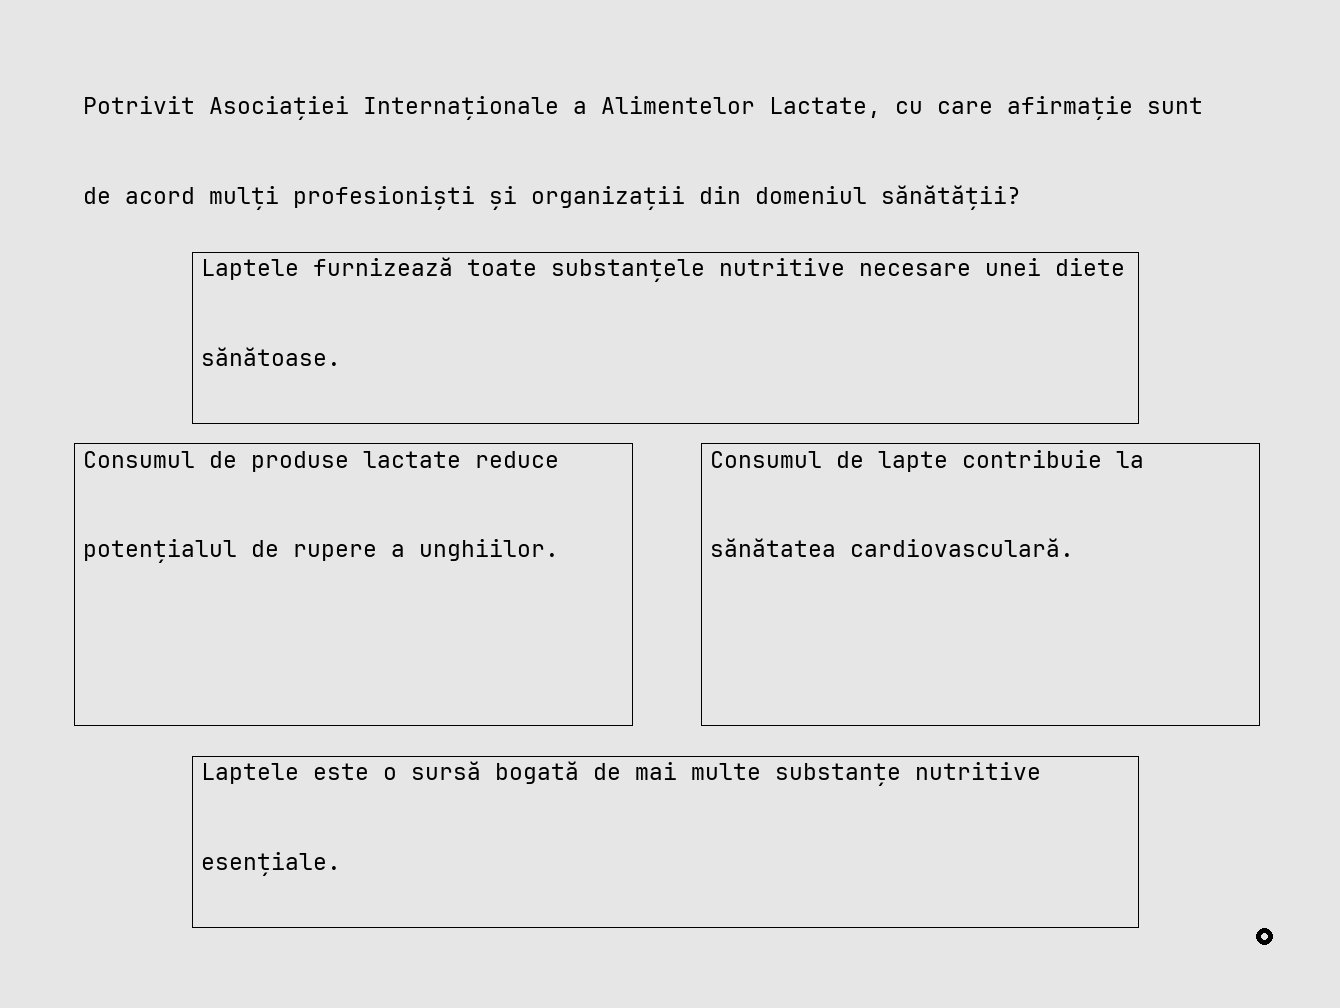 Potrivit Asociației Internaționale a Alimentelor Lactate, cu care afirmație sunt
de acord mulți profesioniști și organizații din domeniul sănătății?
Laptele furnizează toate substanțele nutritive necesare unei diete
sănătoase.
Consumul de produse lactate reduce
potențialul de rupere a unghiilor.
Consumul de lapte contribuie la
sănătatea cardiovasculară.
Laptele este o sursă bogată de mai multe substanțe nutritive
esențiale.